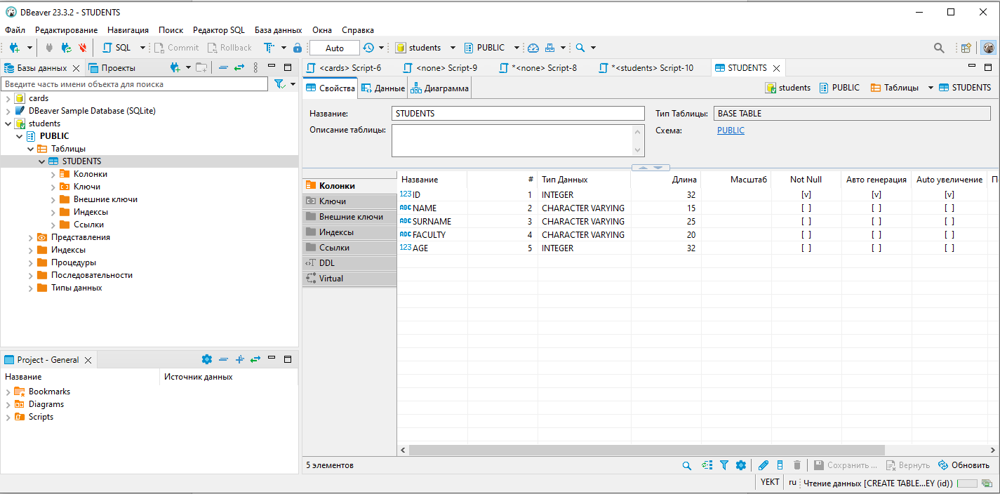 DBeaver 23.3.2 - STUDENTS
Файл Редактирование Навигация Поиск Редактор SQL База данных Окна Справка
SQL Commit Rollback Auto students PUBLIC
Базы данных Проекты
Введите часть имени объекта для поиска
cards
DBeaver Sample Database (SQLite)
students
PUBLIC
Таблицы
STUDENTS
Колонки
Ключи
Внешние ключи
Индексы
Ссылки
Представления
Индексы
Процедуры
Последовательности
Типы данных
Project - General
Название Источник данных
Bookmarks
Diagrams
Scripts
<cards> Script-6 <none> Script-9 *<none> Script-8 *<students> Script-10 STUDENTS
Свойства Данные Диаграмма students PUBLIC Таблицы STUDENTS
Название: STUDENTS Тип Таблицы: BASE TABLE
Описание таблицы: Схема: PUBLIC
Колонки
Ключи
Внешние ключи
Индексы
Ссылки
DDL
Virtual
Название # Тип Данных Длина Масштаб Not Null Авто генерация Auto увеличение П
123 ID 1 INTEGER 32 [v] [v] [v]
ABC NAME 2 CHARACTER VARYING 15 [ ] [ ] [ ]
ABC SURNAME 3 CHARACTER VARYING 25 [ ] [ ] [ ]
ABC FACULTY 4 CHARACTER VARYING 20 [ ] [ ] [ ]
123 AGE 5 INTEGER 32 [ ] [ ] [ ]
5 элементов Сохранить ... Вернуть Обновить
YEKT ru Чтение данных [CREATE TABLE...EY (id))